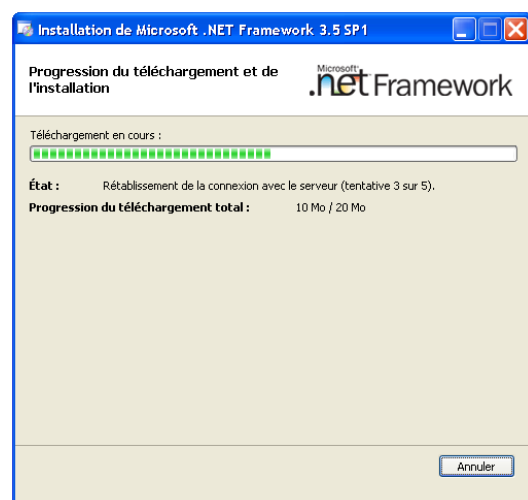 Installation de Microsoft .NET Framework 3.5 SP1
Progression du téléchargement et de
l'installation
Microsoft®
.net Framework
Téléchargement en cours :
État : Rétablissement de la connexion avec le serveur (tentative 3 sur 5).
Progression du téléchargement total : 10 Mo / 20 Mo
Annuler